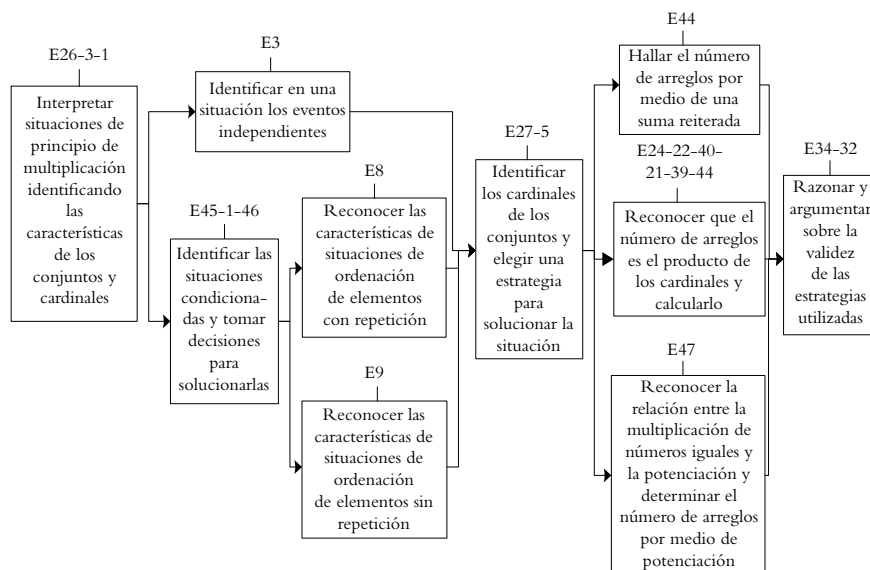 E26-3-1
Interpretar
situaciones de
principio de
multiplicación
identificando
las
características
de los
conjuntos y
cardinales
E3
Identificar en una
situación los eventos
independientes
E45-1-46
Identificar las
situaciones
condiciona-
das y tomar
decisiones
para
solucionarlas
E8
Reconocer las
características de
situaciones de
ordenación
de elementos
con repetición
E9
Reconocer las
características de
situaciones de
ordenación
de elementos sin
repetición
E27-5
Identificar
los cardinales
de los
conjuntos y
elegir una
estrategia
para
solucionar la
situación
E44
Hallar el número
de arreglos por
medio de una
suma reiterada
E24-22-40-
21-39-44
Reconocer que el
número de arreglos
es el producto de
los cardinales y
calcularlo
E47
Reconocer la
relación entre la
multiplicación de
números iguales y
la potenciación y
determinar el
número de arreglos
por medio de
potenciación
E34-32
Razonar y
argumentar
sobre la
validez
de las
estrategias
utilizadas